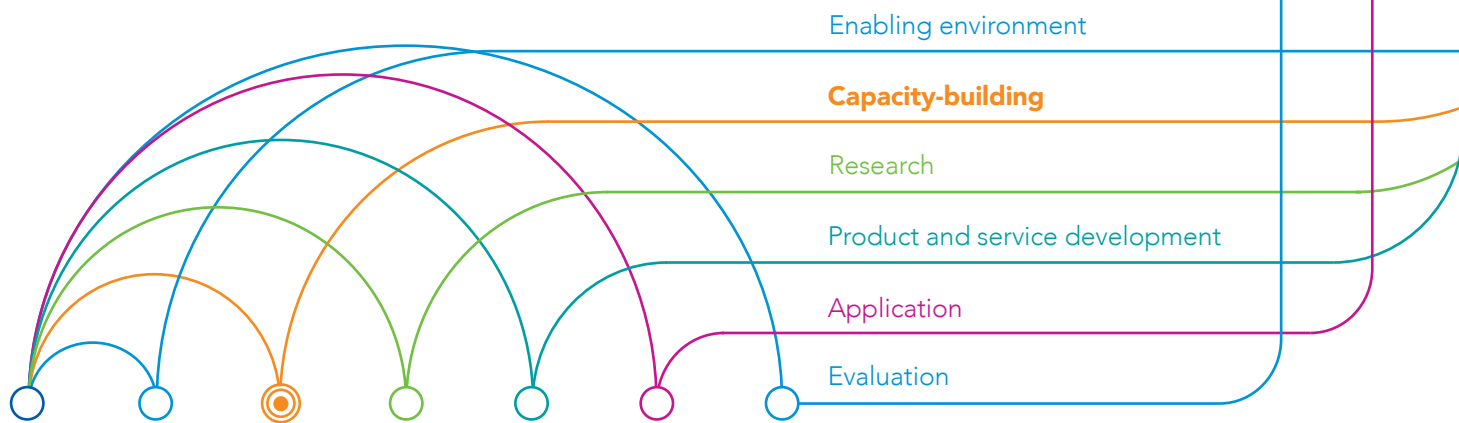 Enabling environment
Capacity-building
Research
Product and service development
Application
Evaluation